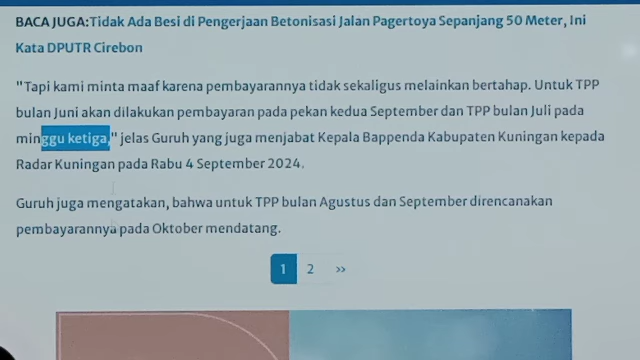 BACA JUGA:Tidak Ada Besi di Pengerjaan Betonisasi Jalan Pagertoya Sepanjang 50 Meter, Ini
Kata DPUTR Cirebon
"Tapi kami minta maaf karena pembayarannya tidak sekaligus melainkan bertahap. Untuk TPP
bulan Juni akan dilakukan pembayaran pada pekan kedua September dan TPP bulan Juli pada
minggu ketiga," jelas Guruh yang juga menjabat Kepala Bappenda Kabupaten Kuningan kepada
Radar Kuningan pada Rabu 4 September 2024.
Guruh juga mengatakan, bahwa untuk TPP bulan Agustus dan September direncanakan
pembayarannya pada Oktober mendatang.
1 2 »